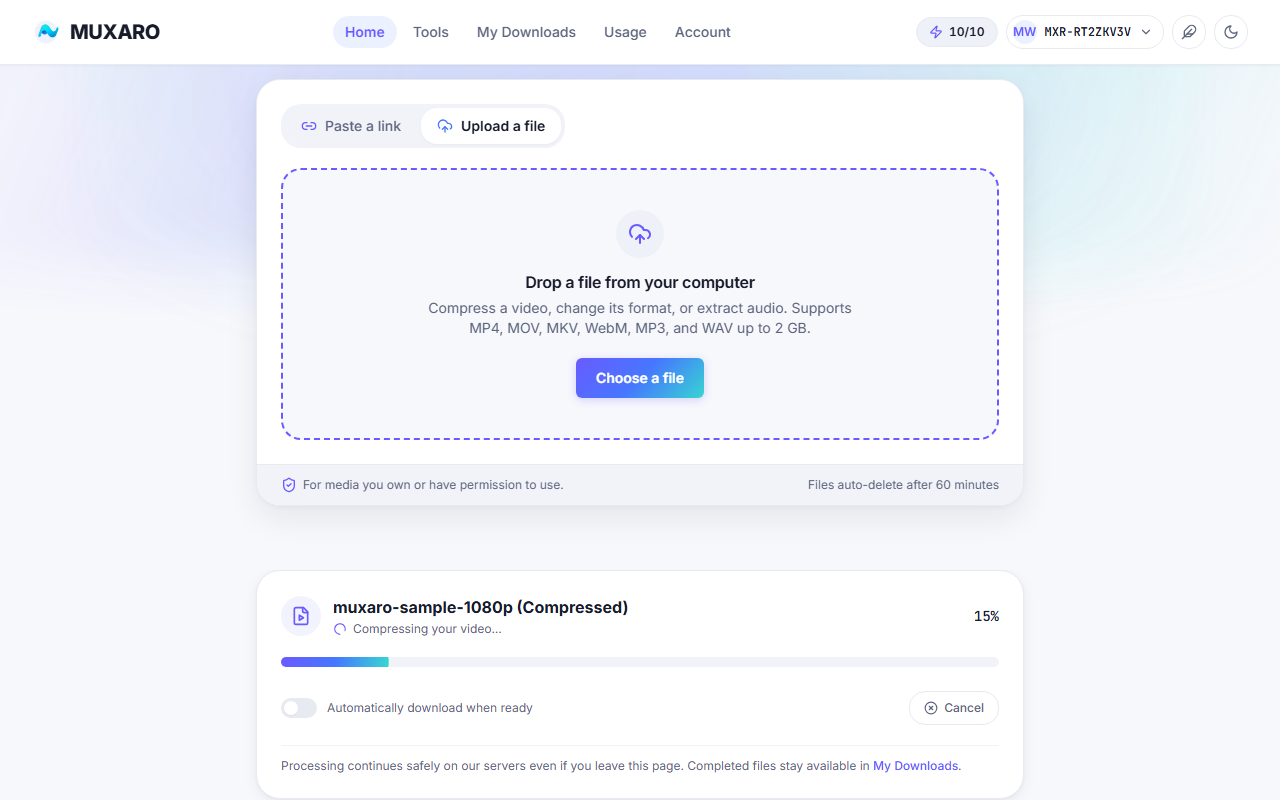 MUXARO
Home
Tools
My Downloads
Usage
Account
10/10
MW
MXR-RT2ZKV3V
Paste a link
Upload a file
Drop a file from your computer
Compress a video, change its format, or extract audio. Supports
MP4, MOV, MKV, WebM, MP3, and WAV up to 2 GB.
Choose a file
For media you own or have permission to use.
Files auto-delete after 60 minutes
muxaro-sample-1080p (Compressed)
Compressing your video...
15%
Automatically download when ready
Cancel
Processing continues safely on our servers even if you leave this page. Completed files stay available in My Downloads.